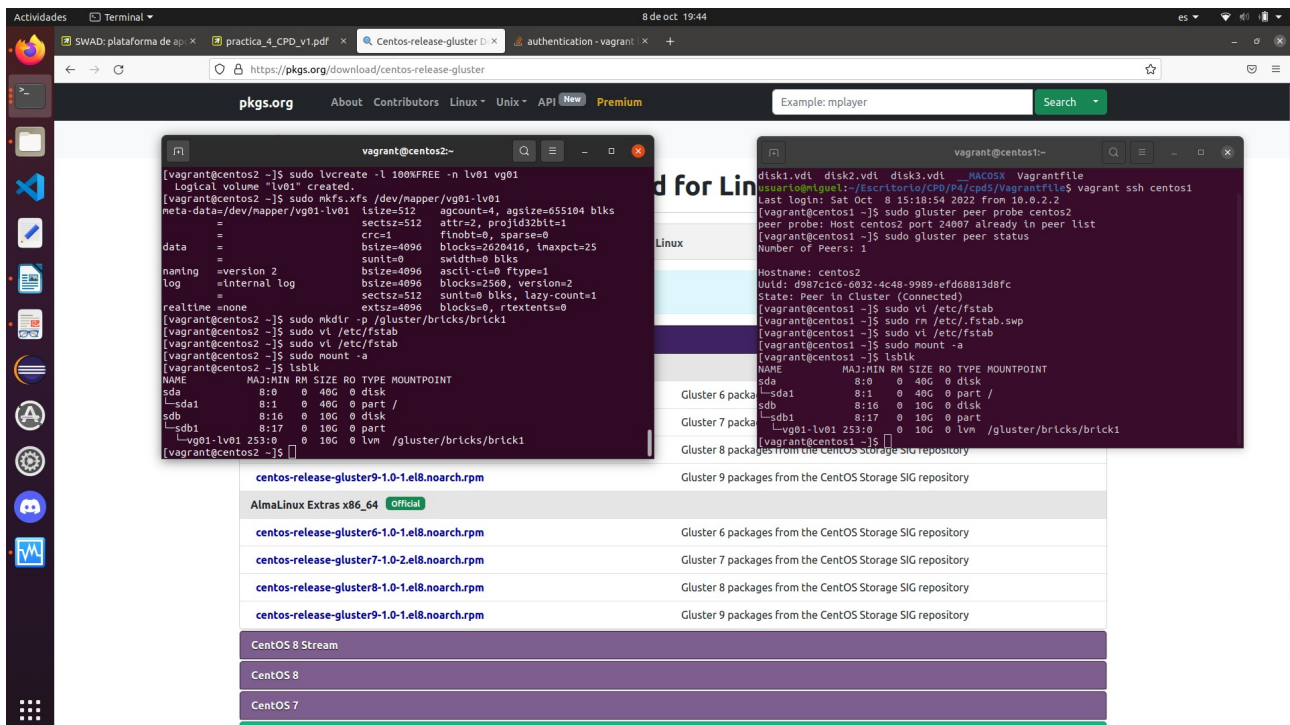 Actividades Terminal 8 de oct 19:44 es
SWAD: plataforma de ap
practica_4_CPD_v1.pdf
Centos-release-gluster D
authentication - vagrant
https://pkgs.org/download/centos-release-gluster
pkgs.org About Contributors Linux Unix API New Premium Example: mplayer Search
d for Lin
Linux
vagrant@centos2:~
[vagrant@centos2 ~]$ sudo lvcreate -l 100%FREE -n lv01 vg01
Logical volume "lv01" created.
[vagrant@centos2 ~]$ sudo mkfs.xfs /dev/mapper/vg01-lv01
meta-data=/dev/mapper/vg01-lv01 isize=512 agcount=4, agsize=655104 blks
= sectsz=512 attr=2, projid32bit=1
= crc=1 finobt=0, sparse=0
data = bsize=4096 blocks=2620416, imaxpct=25
= sunit=0 swidth=0 blks
naming =version 2 bsize=4096 ascii-ci=0 ftype=1
log =internal log bsize=4096 blocks=2560, version=2
= sectsz=512 sunit=0 blks, lazy-count=1
realtime =none extsz=4096 blocks=0, rtextents=0
[vagrant@centos2 ~]$ sudo mkdir -p /gluster/bricks/brick1
[vagrant@centos2 ~]$ sudo vi /etc/fstab
[vagrant@centos2 ~]$ sudo vi /etc/fstab
[vagrant@centos2 ~]$ sudo mount -a
[vagrant@centos2 ~]$ lsblk
NAME MAJ:MIN RM SIZE RO TYPE MOUNTPOINT
sda 8:0 0 40G 0 disk
└─sda1 8:1 0 40G 0 part /
sdb 8:16 0 10G 0 disk
└─sdb1 8:17 0 10G 0 part
└─vg01-lv01 253:0 0 10G 0 lvm /gluster/bricks/brick1
[vagrant@centos2 ~]$
vagrant@centos1:~
disk1.vdi disk2.vdi disk3.vdi __MACOSX Vagrantfile
usuario@miguel:~/Escritorio/CPD/P4/cpd5/Vagrantfile$ vagrant ssh centos1
Last login: Sat Oct 8 15:18:54 2022 from 10.0.2.2
[vagrant@centos1 ~]$ sudo gluster peer probe centos2
peer probe: Host centos2 port 24007 already in peer list
[vagrant@centos1 ~]$ sudo gluster peer status
Number of Peers: 1
Hostname: centos2
Uuid: d987c1c6-6032-4c48-9989-efd68813d8fc
State: Peer in Cluster (Connected)
[vagrant@centos1 ~]$ sudo vi /etc/fstab
[vagrant@centos1 ~]$ sudo rm /etc/.fstab.swp
[vagrant@centos1 ~]$ sudo vi /etc/fstab
[vagrant@centos1 ~]$ sudo mount -a
[vagrant@centos1 ~]$ lsblk
NAME MAJ:MIN RM SIZE RO TYPE MOUNTPOINT
sda 8:0 0 40G 0 disk
└─sda1 8:1 0 40G 0 part /
sdb 8:16 0 10G 0 disk
└─sdb1 8:17 0 10G 0 part
└─vg01-lv01 253:0 0 10G 0 lvm /gluster/bricks/brick1
[vagrant@centos1 ~]$
Gluster 6 packa
Gluster 7 packa
Gluster 8 packages from the CentOS Storage SIG repository
centos-release-gluster9-1.0-1.el8.noarch.rpm Gluster 9 packages from the CentOS Storage SIG repository
AlmaLinux Extras x86_64 Official
centos-release-gluster6-1.0-1.el8.noarch.rpm Gluster 6 packages from the CentOS Storage SIG repository
centos-release-gluster7-1.0-2.el8.noarch.rpm Gluster 7 packages from the CentOS Storage SIG repository
centos-release-gluster8-1.0-1.el8.noarch.rpm Gluster 8 packages from the CentOS Storage SIG repository
centos-release-gluster9-1.0-1.el8.noarch.rpm Gluster 9 packages from the CentOS Storage SIG repository
CentOS 8 Stream
CentOS 8
CentOS 7